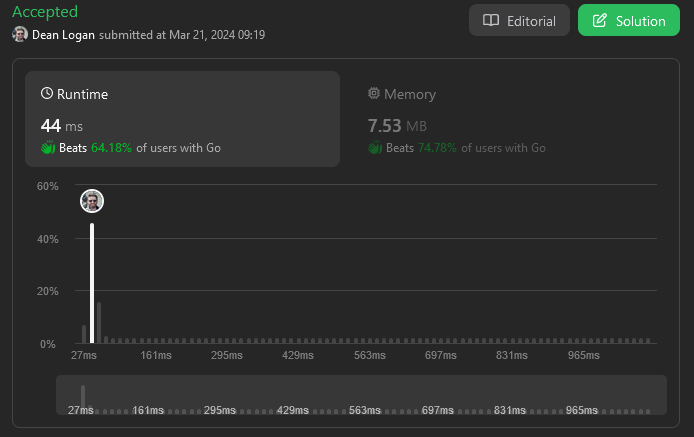 Accepted
Editorial
Solution
Dean Logan submitted at Mar 21, 2024 09:19
Runtime
Memory
44 ms
7.53 MB
Beats 64.18% of users with Go
Beats 74.78% of users with Go
60%
40%
20%
0%
27ms 161ms 295ms 429ms 563ms 697ms 831ms 965ms
27ms 161ms 295ms 429ms 563ms 697ms 831ms 965ms